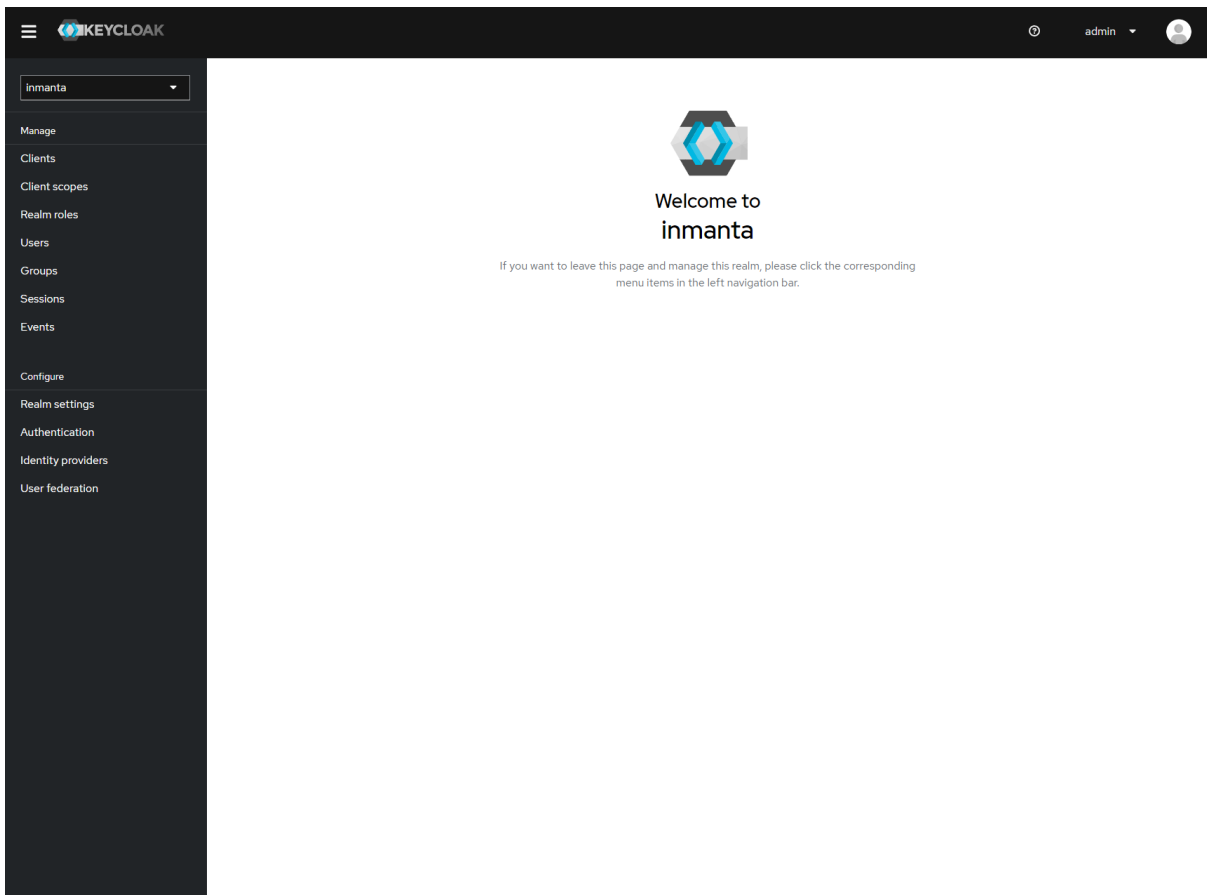 KEYCLOAK
admin
inmanta
Manage
Clients
Client scopes
Realm roles
Users
Groups
Sessions
Events
Configure
Realm settings
Authentication
Identity providers
User federation
Welcome to
inmanta
If you want to leave this page and manage this realm, please click the corresponding
menu items in the left navigation bar.